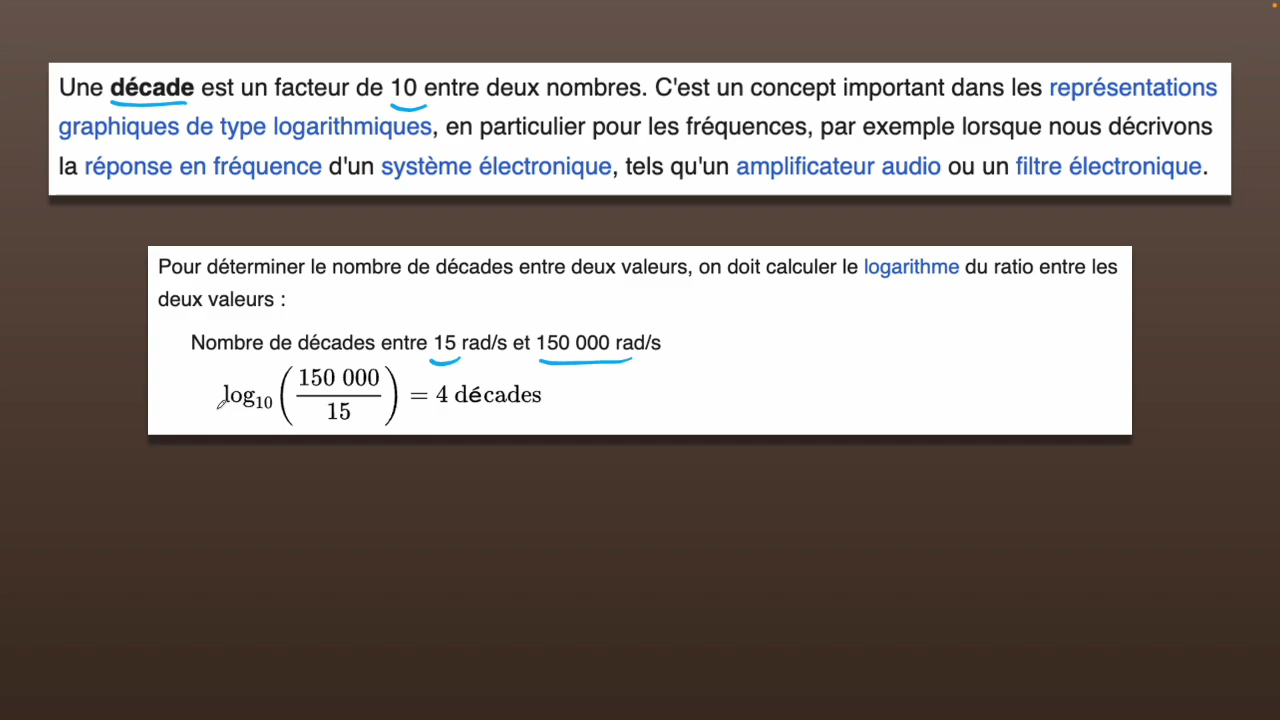 Une décade est un facteur de 10 entre deux nombres. C'est un concept important dans les représentations
graphiques de type logarithmiques, en particulier pour les fréquences, par exemple lorsque nous décrivons
la réponse en fréquence d'un système électronique, tels qu'un amplificateur audio ou un filtre électronique.
Pour déterminer le nombre de décades entre deux valeurs, on doit calculer le logarithme du ratio entre les
deux valeurs :
Nombre de décades entre 15 rad/s et 150 000 rad/s
log₁₀ (150 000 / 15) = 4 décades